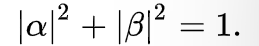 |α|² + |β|² = 1.